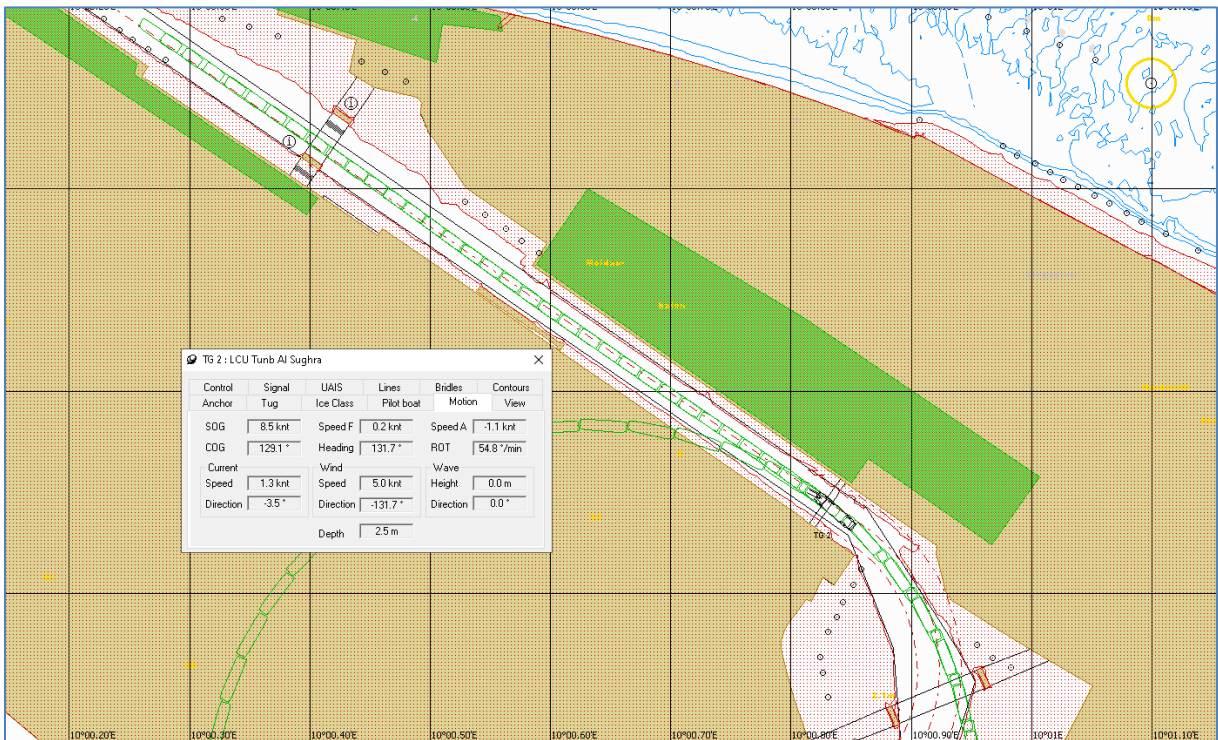 1
1
1
Moldver
TG 2 : LCU Tunb Al Sughra
Control Signal UAIS Lines Bridles Contours
Anchor Tug Ice Class Pilot boat Motion View
SOG 8.5 knt Speed F 0.2 knt Speed A -1.1 knt
COG 129.1 ° Heading 131.7 ° ROT 54.8 °/min
Current Wind Wave
Speed 1.3 knt Speed 5.0 knt Height 0.0 m
Direction -3.5 ° Direction -131.7 ° Direction 0.0 °
Depth 2.5 m
TG 2
10°00.20'E 10°00.30'E 10°00.40'E 10°00.50'E 10°00.60'E 10°00.70'E 10°00.80'E 10°00.90'E 10°01'E 10°01.10'E